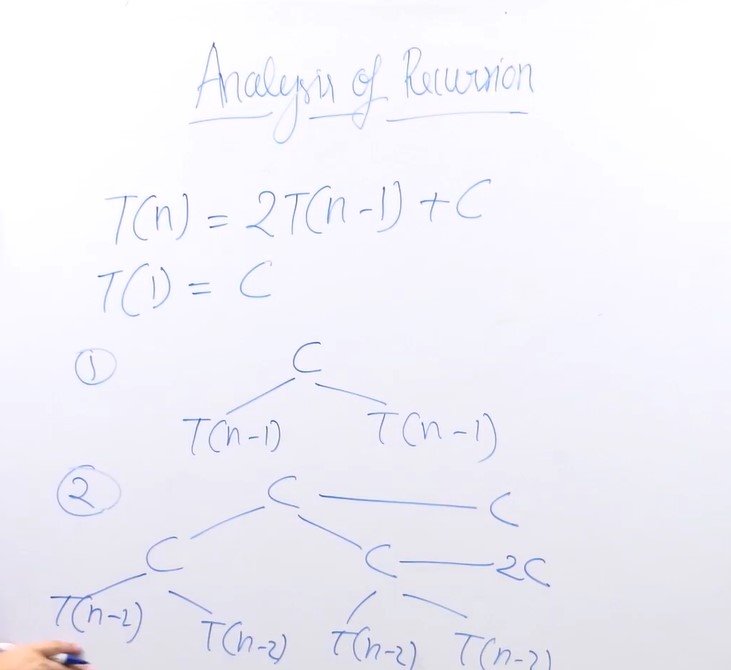 Analysis of Recursion
T(n) = 2T(n-1) + C
T(1) = C
① C
T(n-1) T(n-1)
② C C
C C 2C
T(n-2) T(n-2) T(n-2) T(n-2)